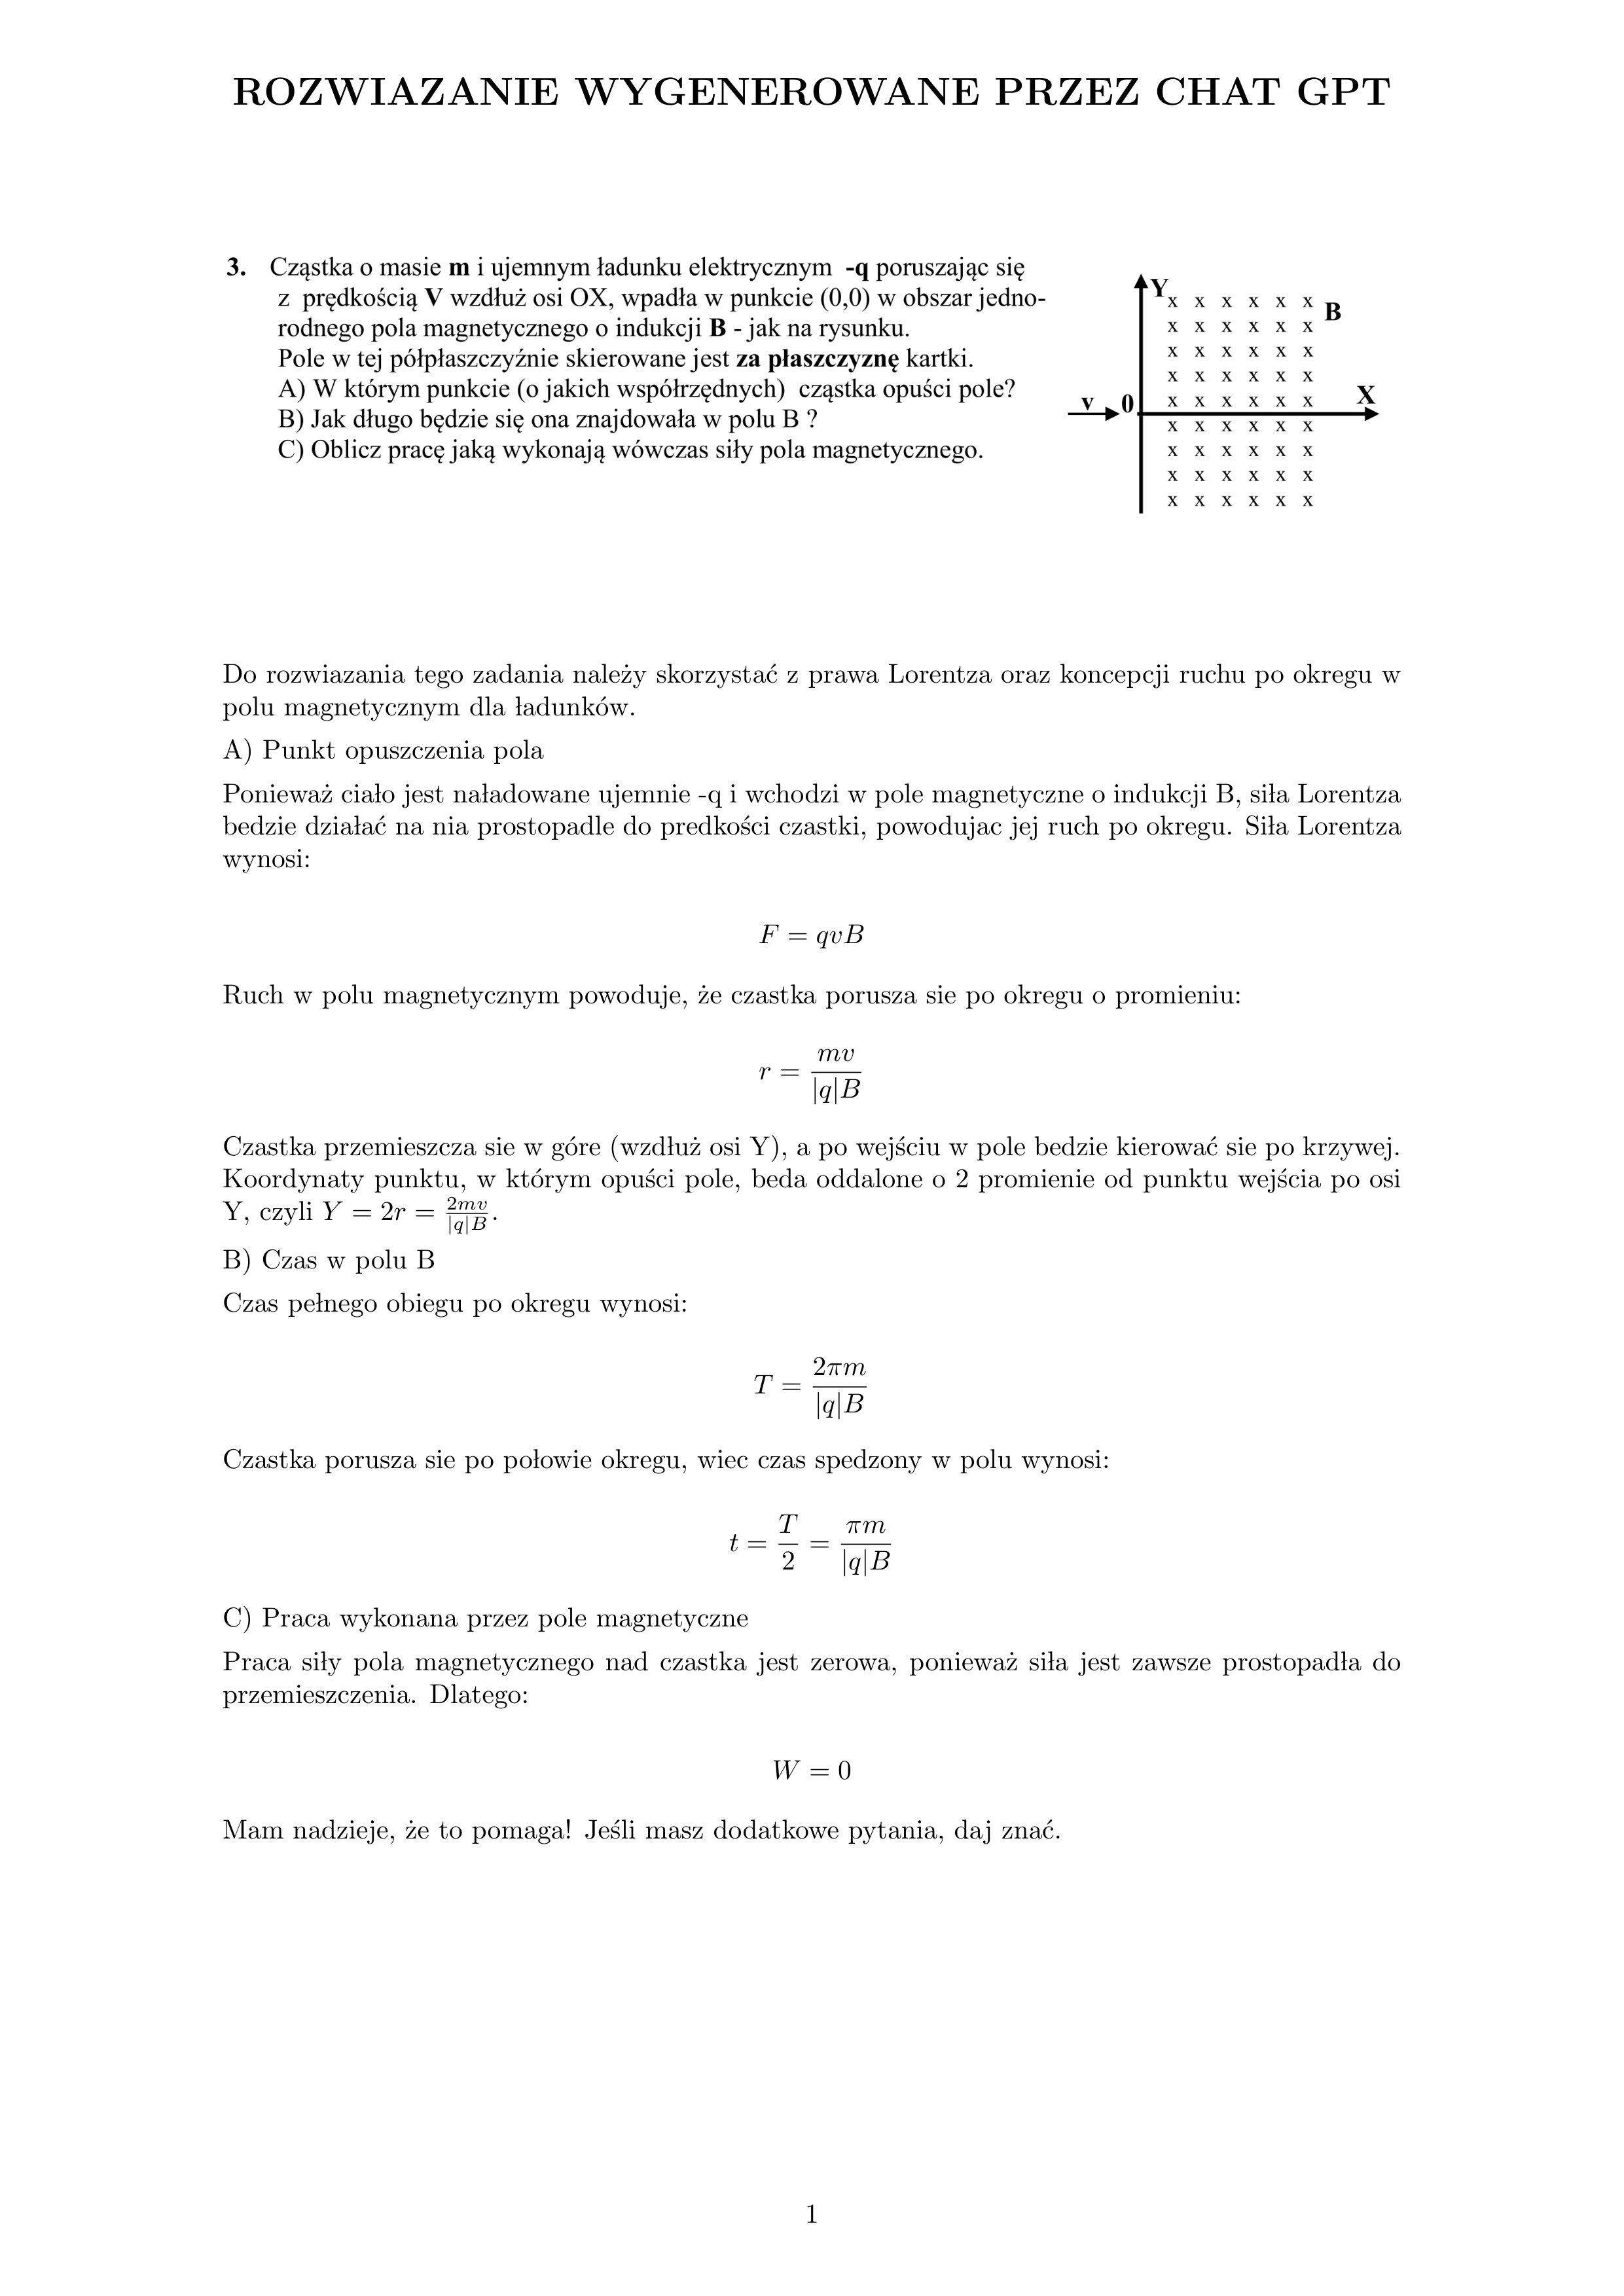 ROZWIAZANIE WYGENEROWANE PRZEZ CHAT GPT
3. Cząstka o masie m i ujemnym ładunku elektrycznym -q poruszając się
z prędkością V wzdłuż osi OX, wpadła w punkcie (0,0) w obszar jedno-
rodnego pola magnetycznego o indukcji B - jak na rysunku.
Pole w tej półpłaszczyźnie skierowane jest za płaszczyznę kartki.
A) W którym punkcie (o jakich współrzędnych) cząstka opuści pole?
B) Jak długo będzie się ona znajdowała w polu B ?
C) Oblicz pracę jaką wykonają wówczas siły pola magnetycznego.
Y
x x x x x x B
x x x x x x
x x x x x x
x x x x x x
v 0 x x x x x x X
x x x x x x
x x x x x x
x x x x x x
x x x x x x
Do rozwiazania tego zadania należy skorzystać z prawa Lorentza oraz koncepcji ruchu po okregu w
polu magnetycznym dla ładunków.
A) Punkt opuszczenia pola
Ponieważ ciało jest naładowane ujemnie -q i wchodzi w pole magnetyczne o indukcji B, siła Lorentza
bedzie działać na nia prostopadle do predkości czastki, powodujac jej ruch po okregu. Siła Lorentza
wynosi:
F = qvB
Ruch w polu magnetycznym powoduje, że czastka porusza sie po okregu o promieniu:
r = mv / |q|B
Czastka przemieszcza sie w góre (wzdłuż osi Y), a po wejściu w pole bedzie kierować sie po krzywej.
Koordynaty punktu, w którym opuści pole, beda oddalone o 2 promienie od punktu wejścia po osi
Y, czyli Y = 2r = 2mv / |q|B.
B) Czas w polu B
Czas pełnego obiegu po okregu wynosi:
T = 2πm / |q|B
Czastka porusza sie po połowie okregu, wiec czas spedzony w polu wynosi:
t = T / 2 = πm / |q|B
C) Praca wykonana przez pole magnetyczne
Praca siły pola magnetycznego nad czastka jest zerowa, ponieważ siła jest zawsze prostopadła do
przemieszczenia. Dlatego:
W = 0
Mam nadzieje, że to pomaga! Jeśli masz dodatkowe pytania, daj znać.
1